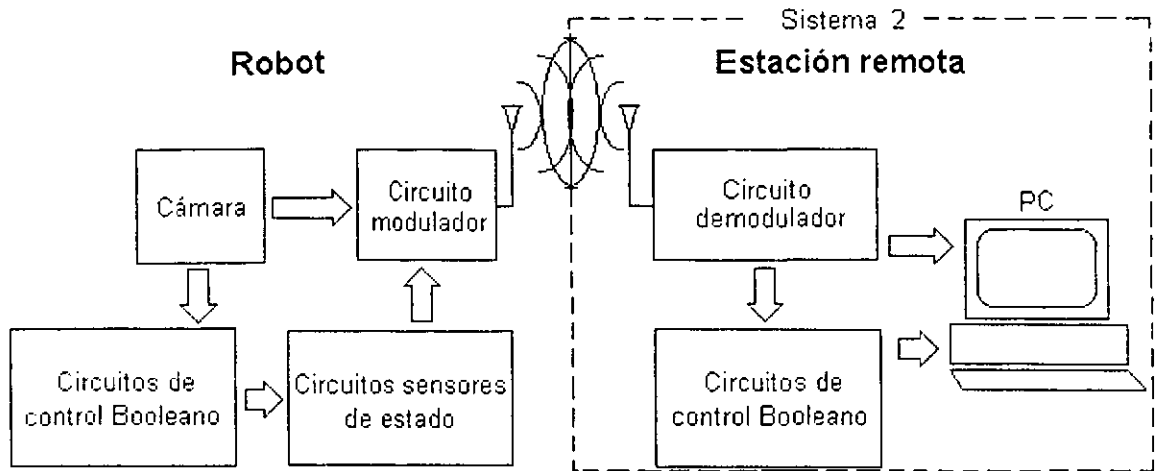 Sistema 2
Robot
Estación remota
Cámara
Circuito
modulador
Circuito
demodulador
PC
Circuitos de
control Booleano
Circuitos sensores
de estado
Circuitos de
control Booleano